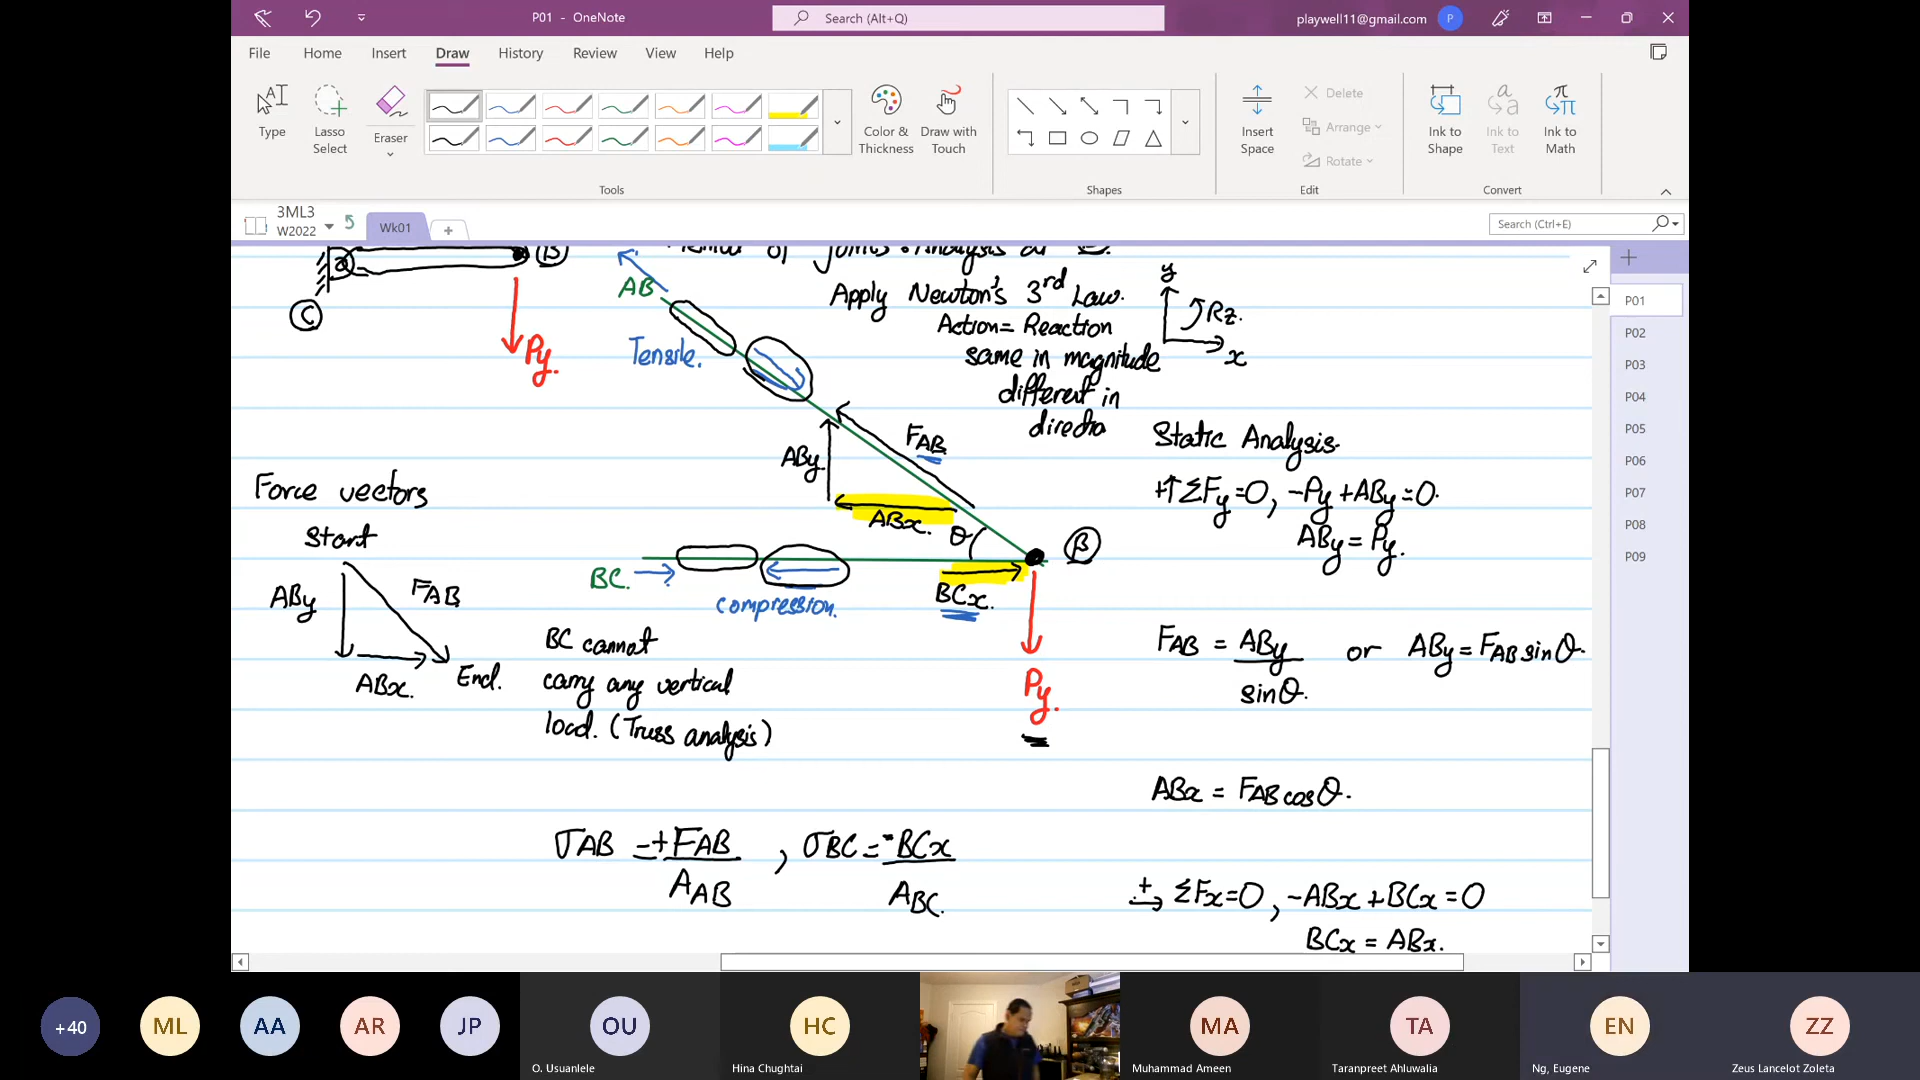 P01 - OneNote
Search (Alt+Q)
playwell11@gmail.com
P
File Home Insert Draw History Review View Help
Type
Lasso Select
Eraser
Color & Thickness
Draw with Touch
Insert Space
Delete
Arrange
Rotate
Ink to Shape
Ink to Text
Ink to Math
Tools
Shapes
Edit
Convert
3ML3
W2022
Wk01
Search (Ctrl+E)
P01
P02
P03
P04
P05
P06
P07
P08
P09
of joints. Analysis at B.
B
C
Py.
AB
Tensile.
Apply Newton's 3rd Law.
Action = Reaction
same in magnitude
different in
y
Rz.
x
FAB
ABy
ABx.
θ
B
BC.
compression.
BCx.
Py.
Static Analysis.
+↑ΣFy=0, -Py+ABy=0.
ABy = Py.
Force vectors
Start
ABy
FAB
ABx.
End.
BC cannot
carry any vertical
load. (Truss analysis)
FAB = ABy / sinθ. or ABy = FAB sinθ.
ABx = FAB cosθ.
σAB = +FAB / AAB , σBC = -BCx / ABC.
+→ ΣFx=0, -ABx+BCx=0
BCx = ABx.
+40
ML
AA
AR
JP
OU
O. Usuanlele
HC
Hina Chughtai
MA
Muhammad Ameen
TA
Taranpreet Ahluwalia
EN
Ng, Eugene
ZZ
Zeus Lancelot Zoleta